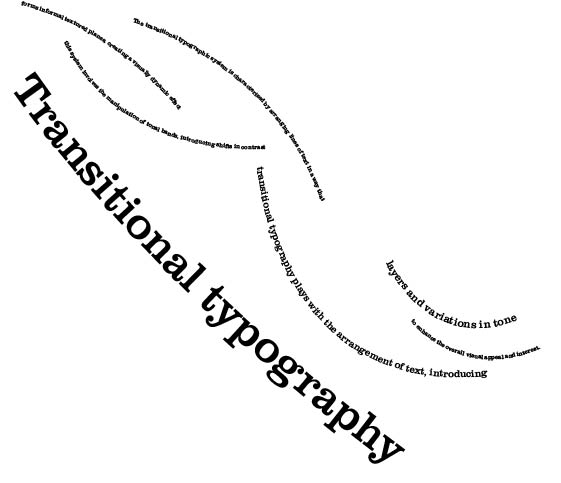 The transitional typographic system is characterised by arranging lines of text in a way that
forms informal textured planes, creating a visually dynamic effect
this system involves the manipulation of tonal bands, introducing shifts in contrast
Transitional typography
transitional typography plays with the arrangement of text, introducing
layers and variations in tone
to enhance the overall visual appeal and interest.